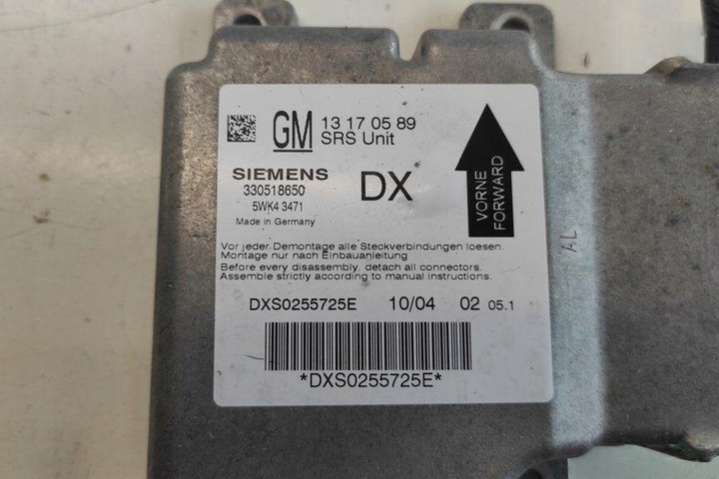 GM 13 17 05 89
SRS Unit
SIEMENS
330518650
5WK4 3471
Made in Germany
DX
VORNE
FORWARD
Vor jeder Demontage alle Steckverbindungen loesen.
Montage nur nach Einbauanleitung
Before every disassembly, detach all connectors.
Assemble strictly according to instruction manual.
DXS0255725E 10/04 02 05.1
*DXS0255725E*
AL